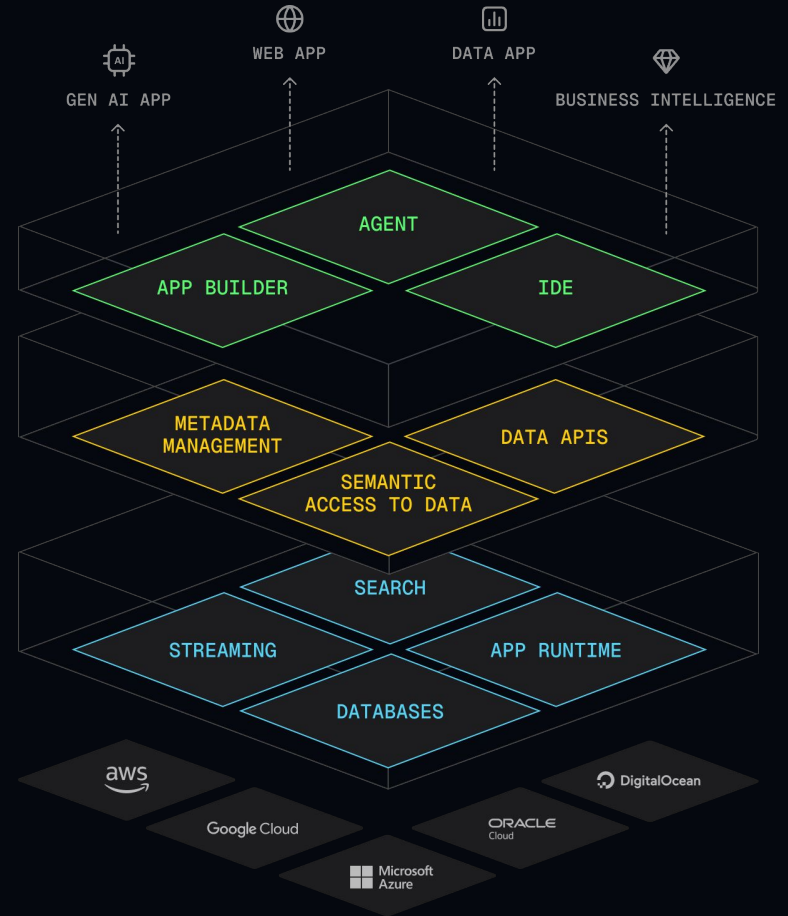 WEB APP
DATA APP
AI
GEN AI APP
BUSINESS INTELLIGENCE
AGENT
APP BUILDER
IDE
METADATA
MANAGEMENT
DATA APIS
SEMANTIC
ACCESS TO DATA
SEARCH
STREAMING
APP RUNTIME
DATABASES
aws
DigitalOcean
Google Cloud
ORACLE
Cloud
Microsoft
Azure